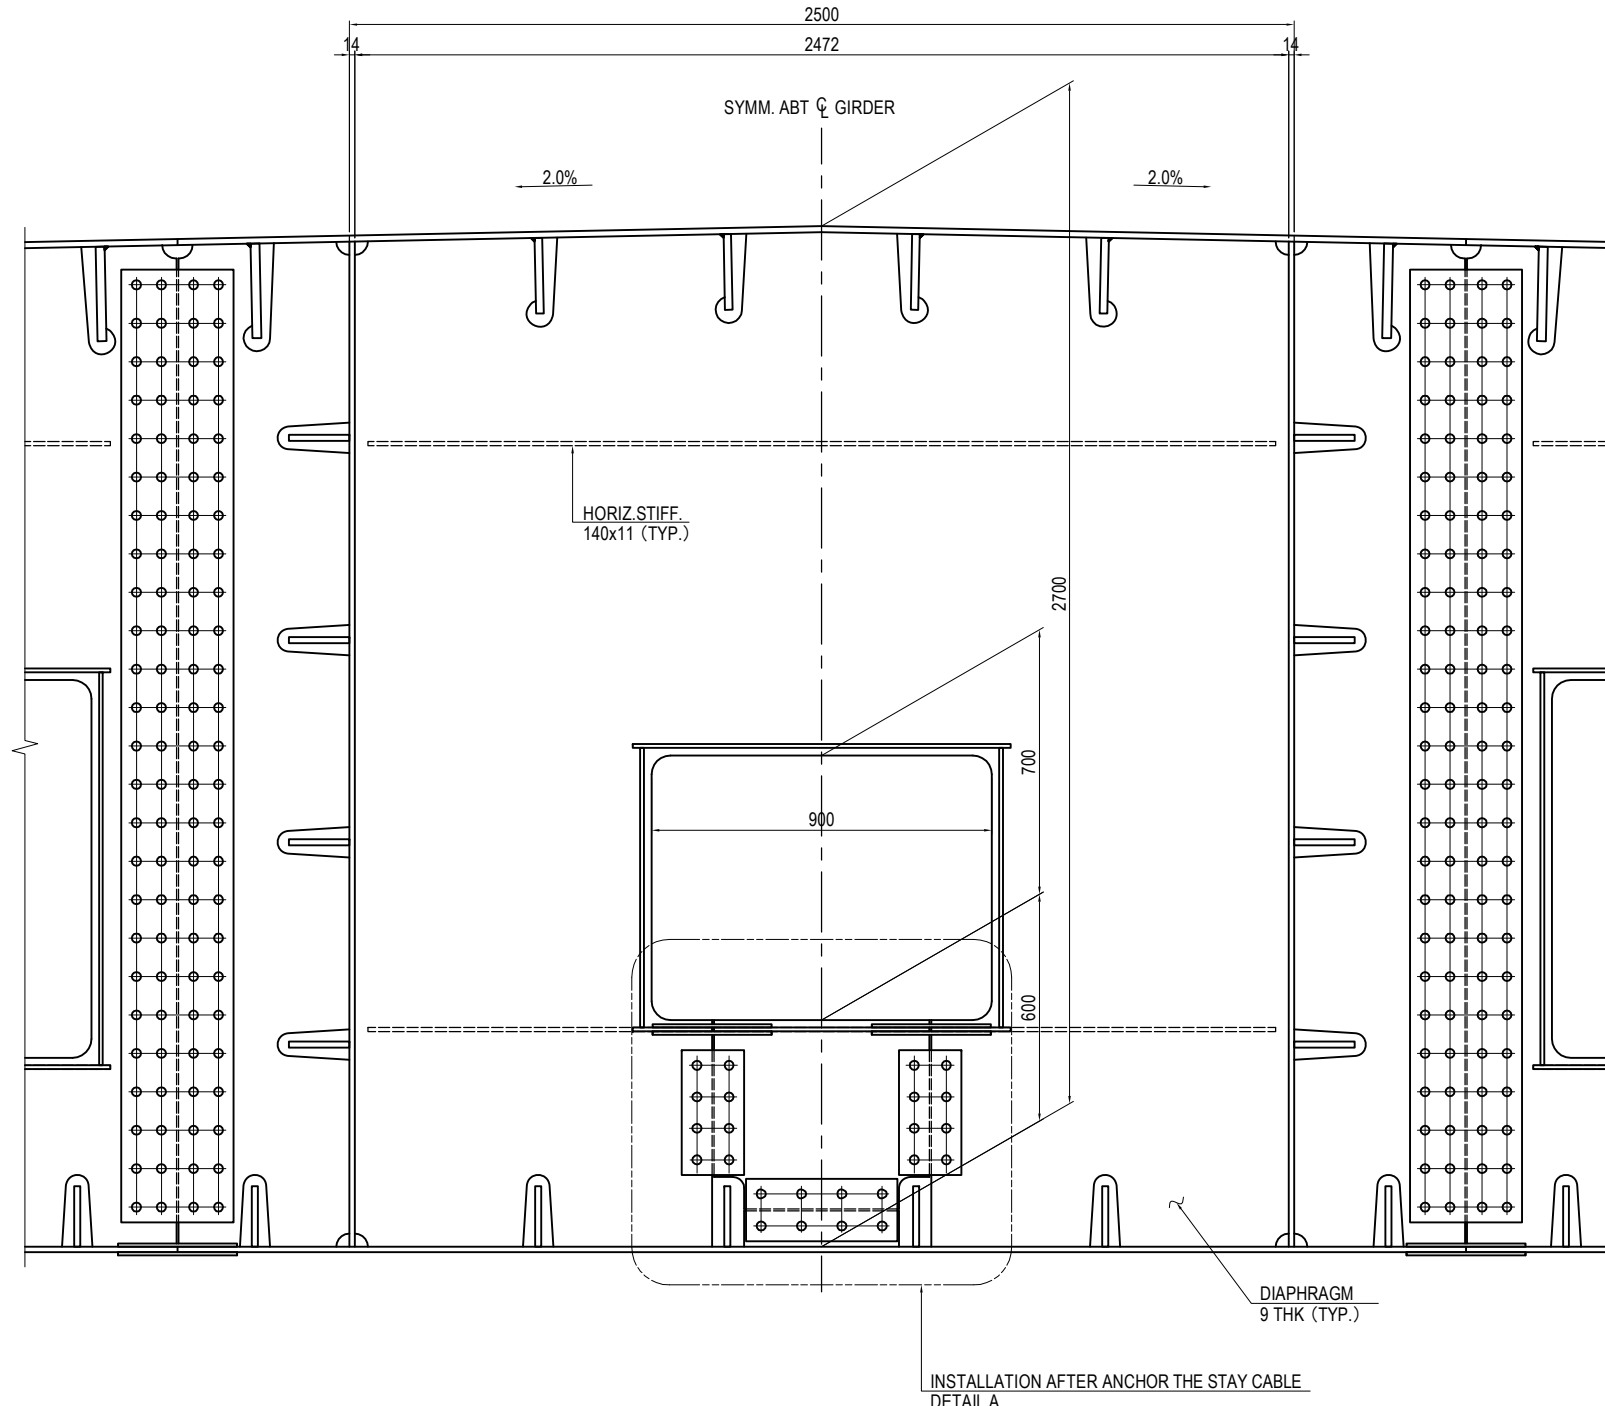 2500
14
2472
14
SYMM. ABT ℄ GIRDER
2.0%
2.0%
HORIZ.STIFF.
140x11 (TYP.)
2700
700
900
600
DIAPHRAGM
9 THK (TYP.)
INSTALLATION AFTER ANCHOR THE STAY CABLE
DETAIL A